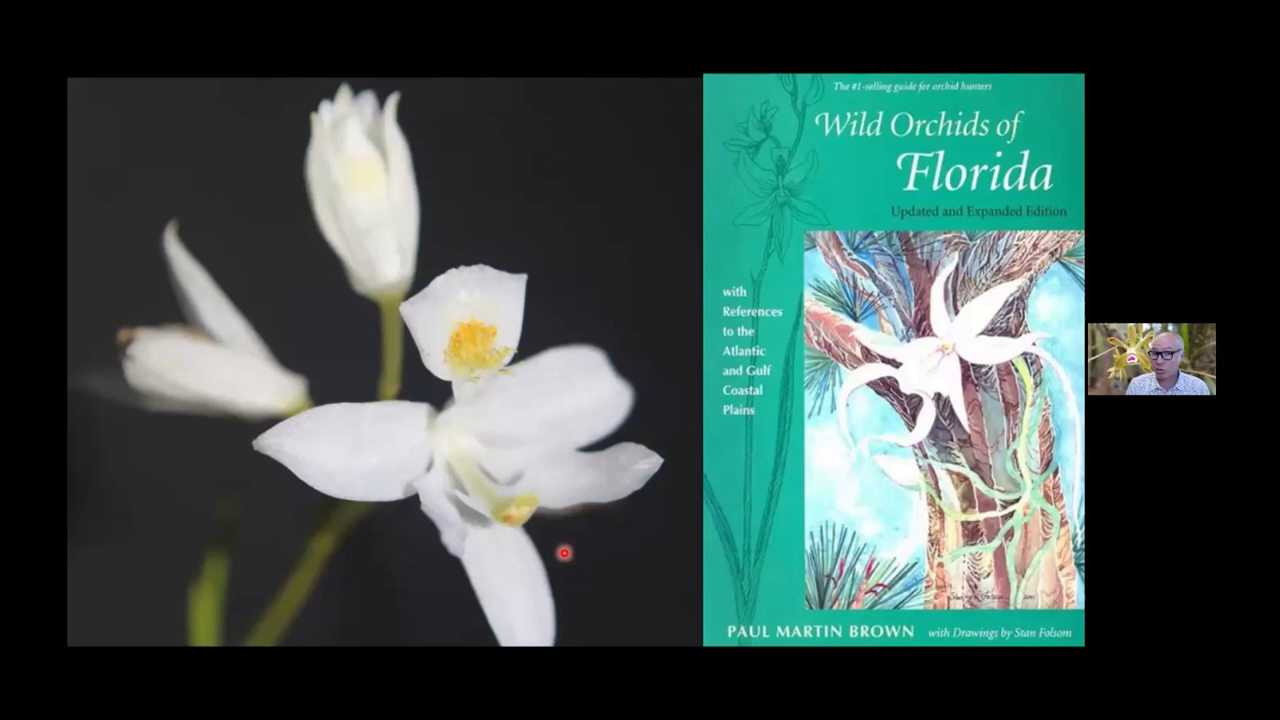 The #1-selling guide for orchid hunters
Wild Orchids of
Florida
Updated and Expanded Edition
with
References
to the
Atlantic
and Gulf
Coastal
Plains
PAUL MARTIN BROWN with Drawings by Stan Folsom